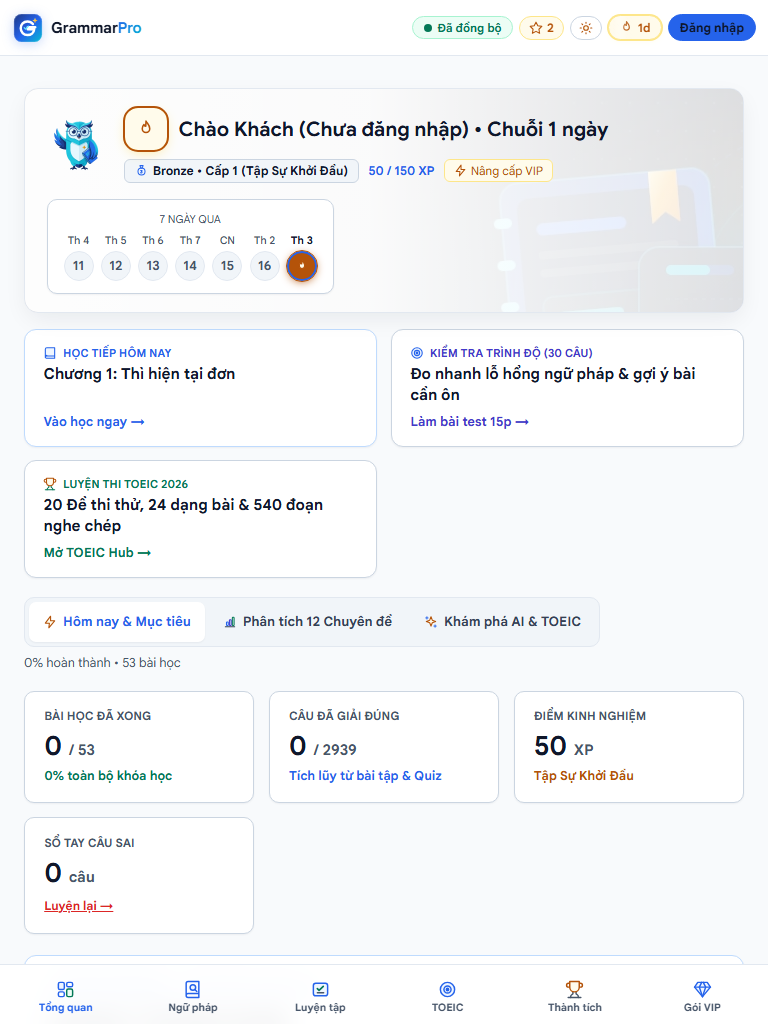 GrammarPro
Đã đồng bộ
2
1d
Đăng nhập
Chào Khách (Chưa đăng nhập) • Chuỗi 1 ngày
Bronze • Cấp 1 (Tập Sự Khởi Đầu)
50 / 150 XP
Nâng cấp VIP
7 NGÀY QUA
Th 4 Th 5 Th 6 Th 7 CN Th 2 Th 3
11 12 13 14 15 16
HỌC TIẾP HÔM NAY
Chương 1: Thì hiện tại đơn
Vào học ngay →
KIỂM TRA TRÌNH ĐỘ (30 CÂU)
Đo nhanh lỗ hổng ngữ pháp & gợi ý bài
cần ôn
Làm bài test 15p →
LUYỆN THI TOEIC 2026
20 Đề thi thử, 24 dạng bài & 540 đoạn
nghe chép
Mở TOEIC Hub →
Hôm nay & Mục tiêu
Phân tích 12 Chuyên đề
Khám phá AI & TOEIC
0% hoàn thành • 53 bài học
BÀI HỌC ĐÃ XONG
0 / 53
0% toàn bộ khóa học
CÂU ĐÃ GIẢI ĐÚNG
0 / 2939
Tích lũy từ bài tập & Quiz
ĐIỂM KINH NGHIỆM
50 XP
Tập Sự Khởi Đầu
SỔ TAY CÂU SAI
0 câu
Luyện lại →
Tổng quan
Ngữ pháp
Luyện tập
TOEIC
Thành tích
Gói VIP